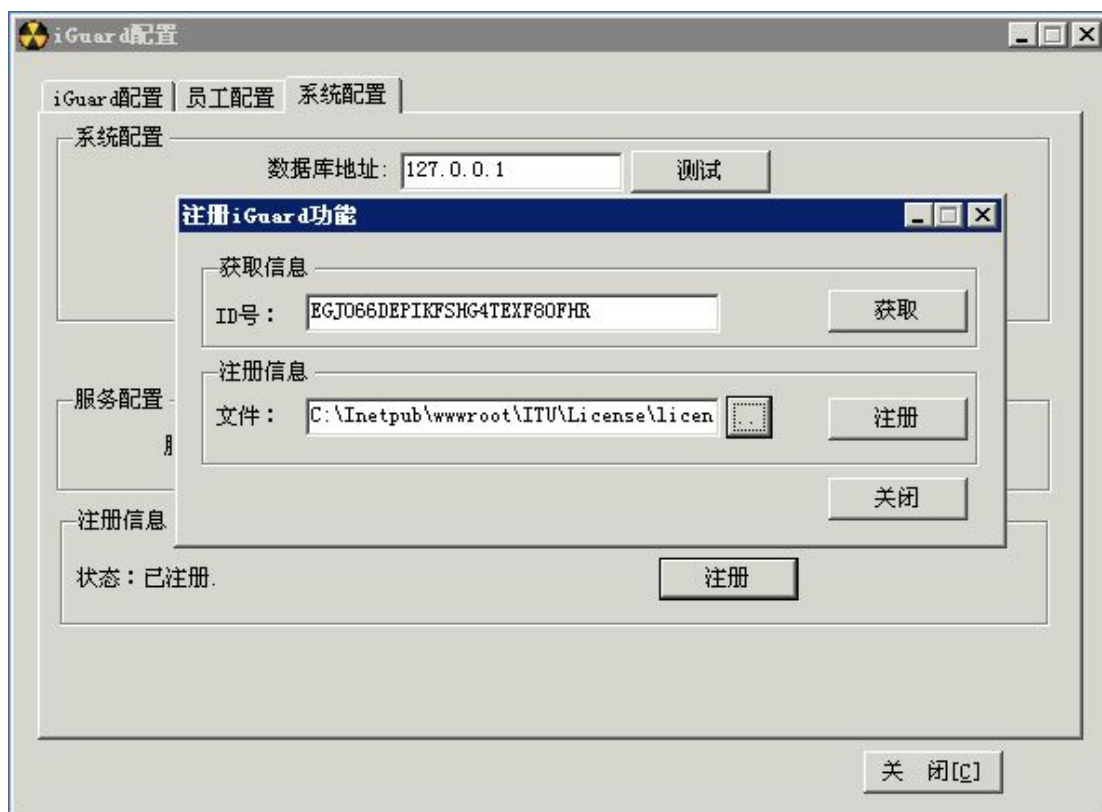 iGuard配置
iGuard配置 员工配置 系统配置
系统配置
数据库地址: 127.0.0.1 测试
注册iGuard功能
获取信息
ID号： EGJO66DEPIKFSHG4TEXF8OFHR 获取
注册信息
文件： C:\Inetpub\wwwroot\ITU\License\licen .. 注册
关闭
服务配置
注册信息
状态：已注册. 注册
关 闭[C]